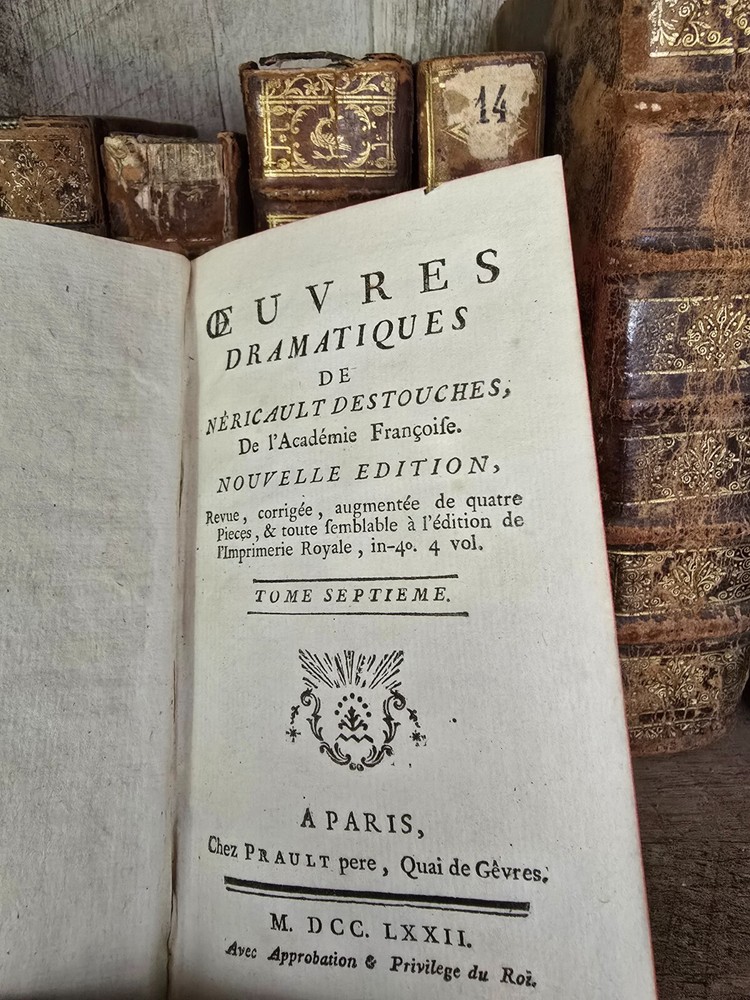 14
ŒUVRES
DRAMATIQUES
DE
NÉRICAULT DESTOUCHES,
De l'Académie Françoiſe.
NOUVELLE EDITION,
Revue, corrigée, augmentée de quatre
Pieces, & toute ſemblable à l'édition de
l'Imprimerie Royale, in-4o. 4 vol.
TOME SEPTIEME.
A PARIS,
Chez PRAULT pere, Quai de Gêvres.
M. DCC. LXXII.
Avec Approbation & Privilege du Roi.